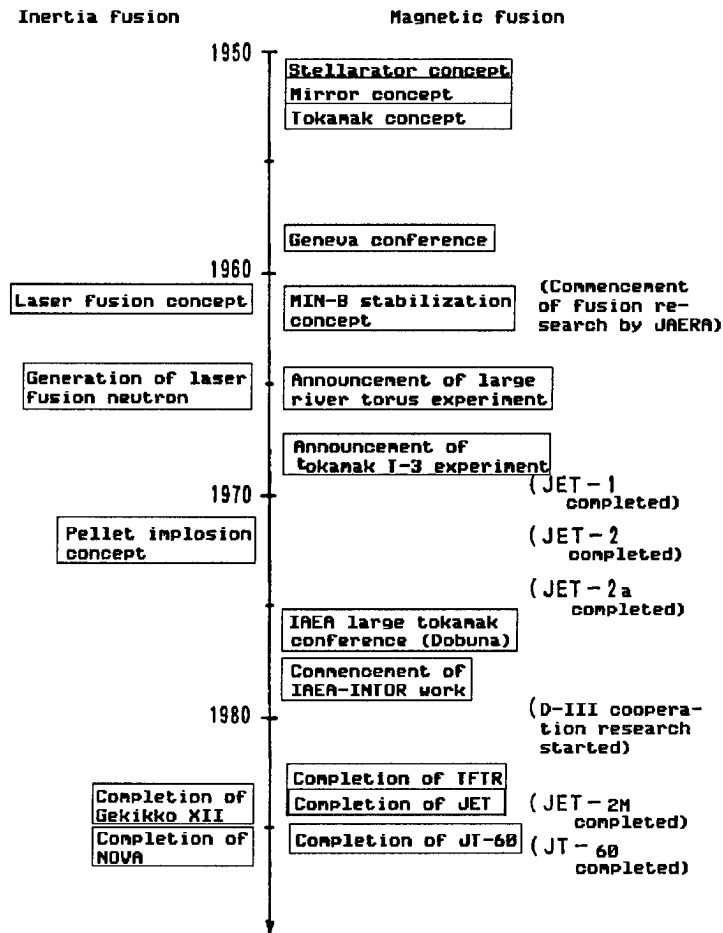 Inertia fusion
Magnetic fusion
1950
Stellarator concept
Mirror concept
Tokamak concept
Geneva conference
1960
Laser fusion concept
MIN-B stabilization
concept
(Commencement
of fusion re-
search by JAERA)
Generation of laser
fusion neutron
Announcement of large
river torus experiment
Announcement of
tokamak T-3 experiment
1970
(JET-1
completed)
Pellet implosion
concept
(JET-2
completed)
(JET-2a
completed)
IAEA large tokamak
conference (Dobuna)
Commencement of
IAEA-INTOR work
1980
(D-III coopera-
tion research
started)
Completion of TFTR
Completion of
Gekikko XII
Completion of JET
(JET-2M
completed)
Completion of
NOVA
Completion of JT-60
(JT-60
completed)